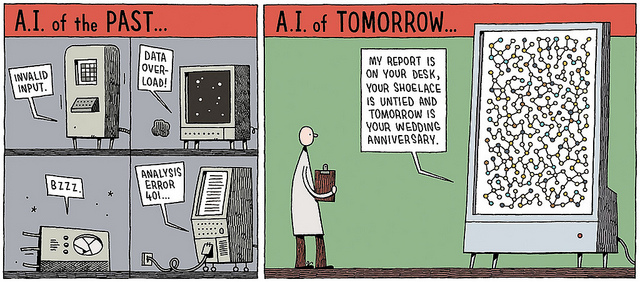 A.I. of the PAST...
INVALID
INPUT.
DATA
OVER-
LOAD!
BZZZ.
ANALYSIS
ERROR
401...
A.I. of TOMORROW...
MY REPORT IS
ON YOUR DESK,
YOUR SHOELACE
IS UNTIED AND
TOMORROW IS
YOUR WEDDING
ANNIVERSARY.